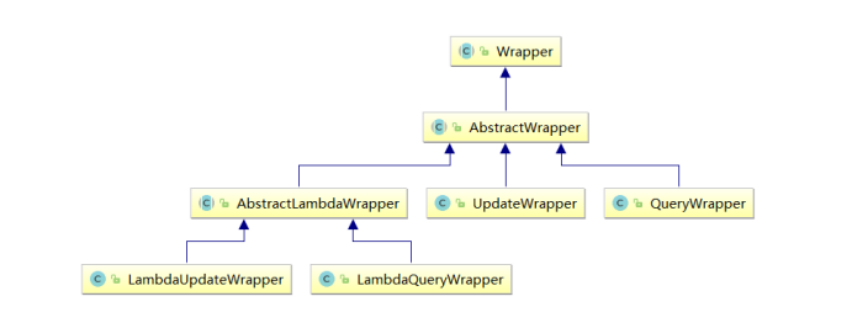 Wrapper
AbstractWrapper
AbstractLambdaWrapper
UpdateWrapper
QueryWrapper
LambdaUpdateWrapper
LambdaQueryWrapper